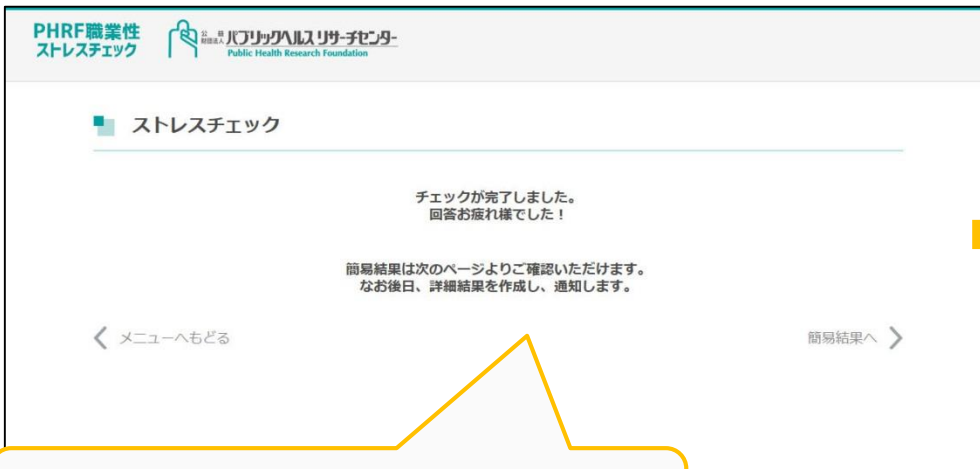 PHRF職業性
ストレスチェック
公益
財団法人
パブリックヘルス リサーチセンター
Public Health Research Foundation
ストレスチェック
チェックが完了しました。
回答お疲れ様でした！
簡易結果は次のページよりご確認いただけます。
なお後日、詳細結果を作成し、通知します。
メニューへもどる
簡易結果へ